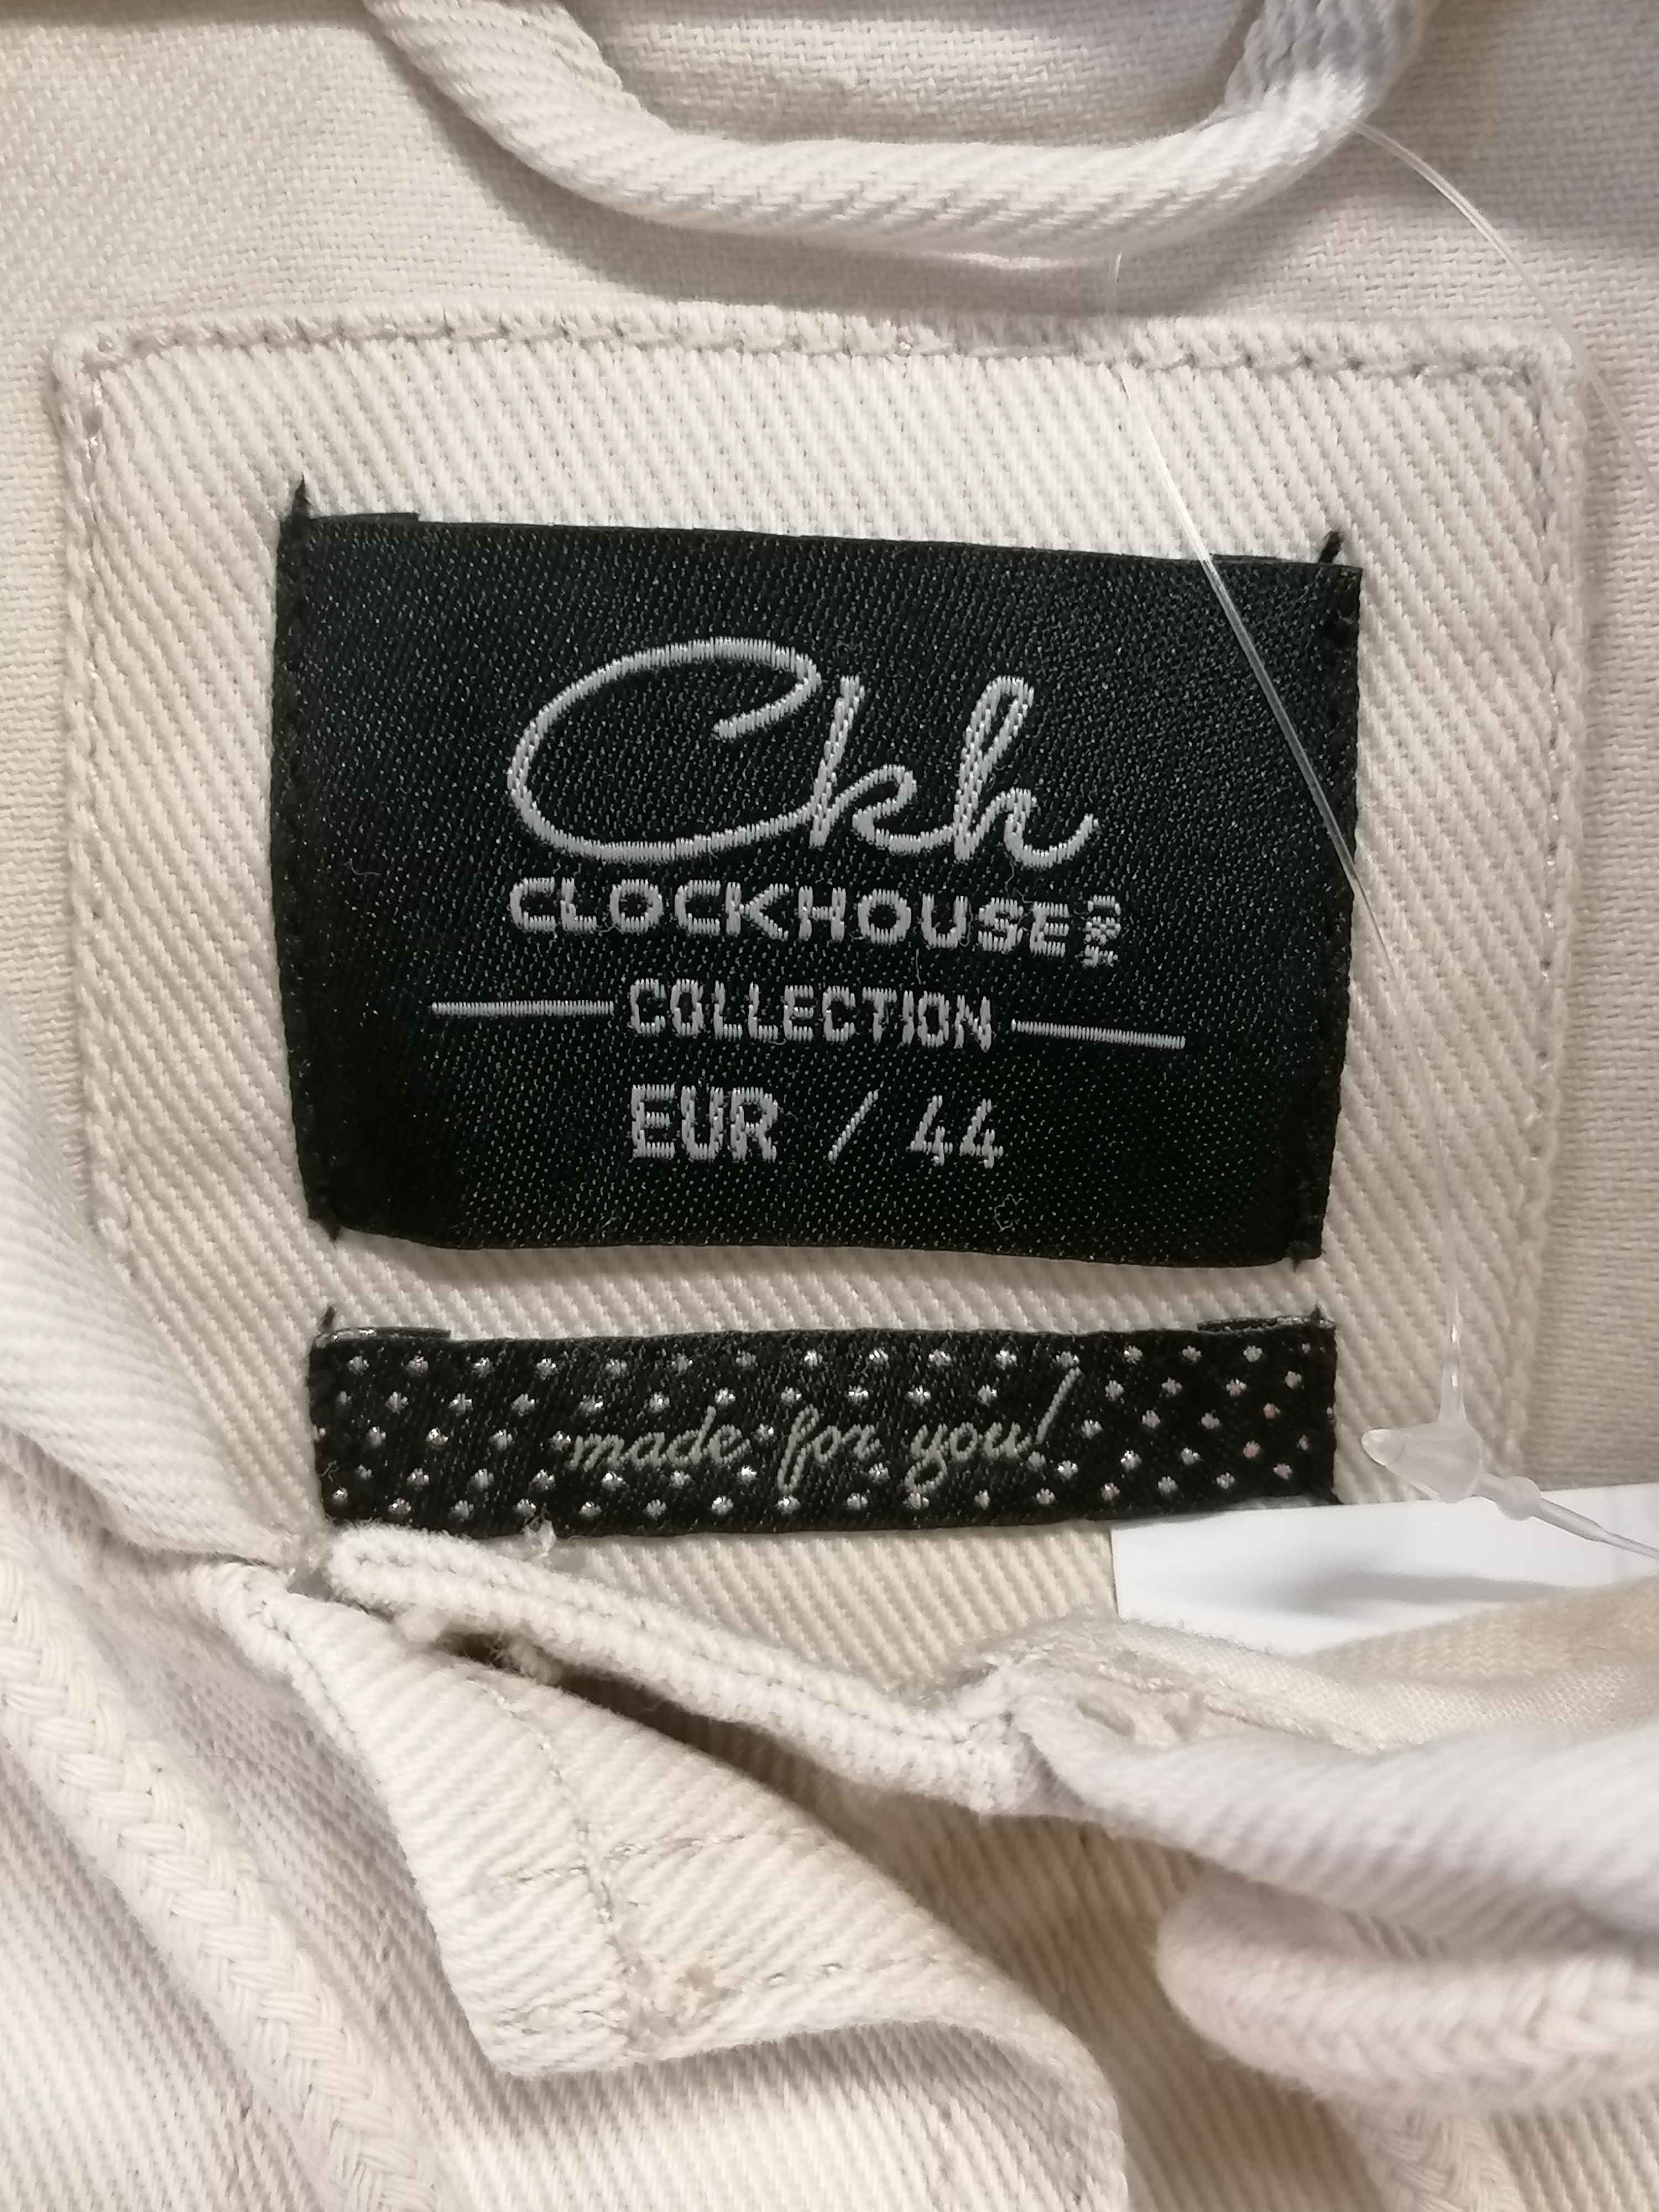 Ckh
CLOCKHOUSE
COLLECTION
EUR / 44
made for you!